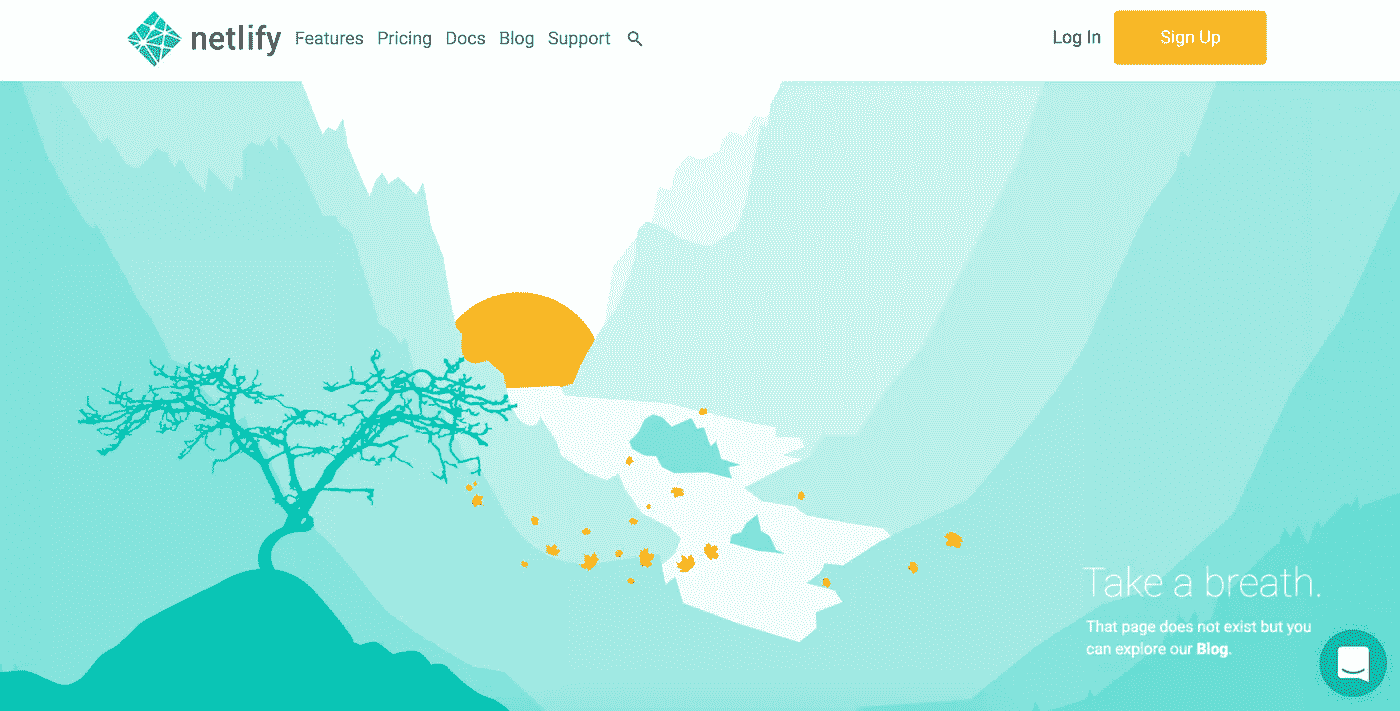 netlify Features Pricing Docs Blog Support Log In Sign Up
Take a breath.
That page does not exist but you
can explore our Blog.